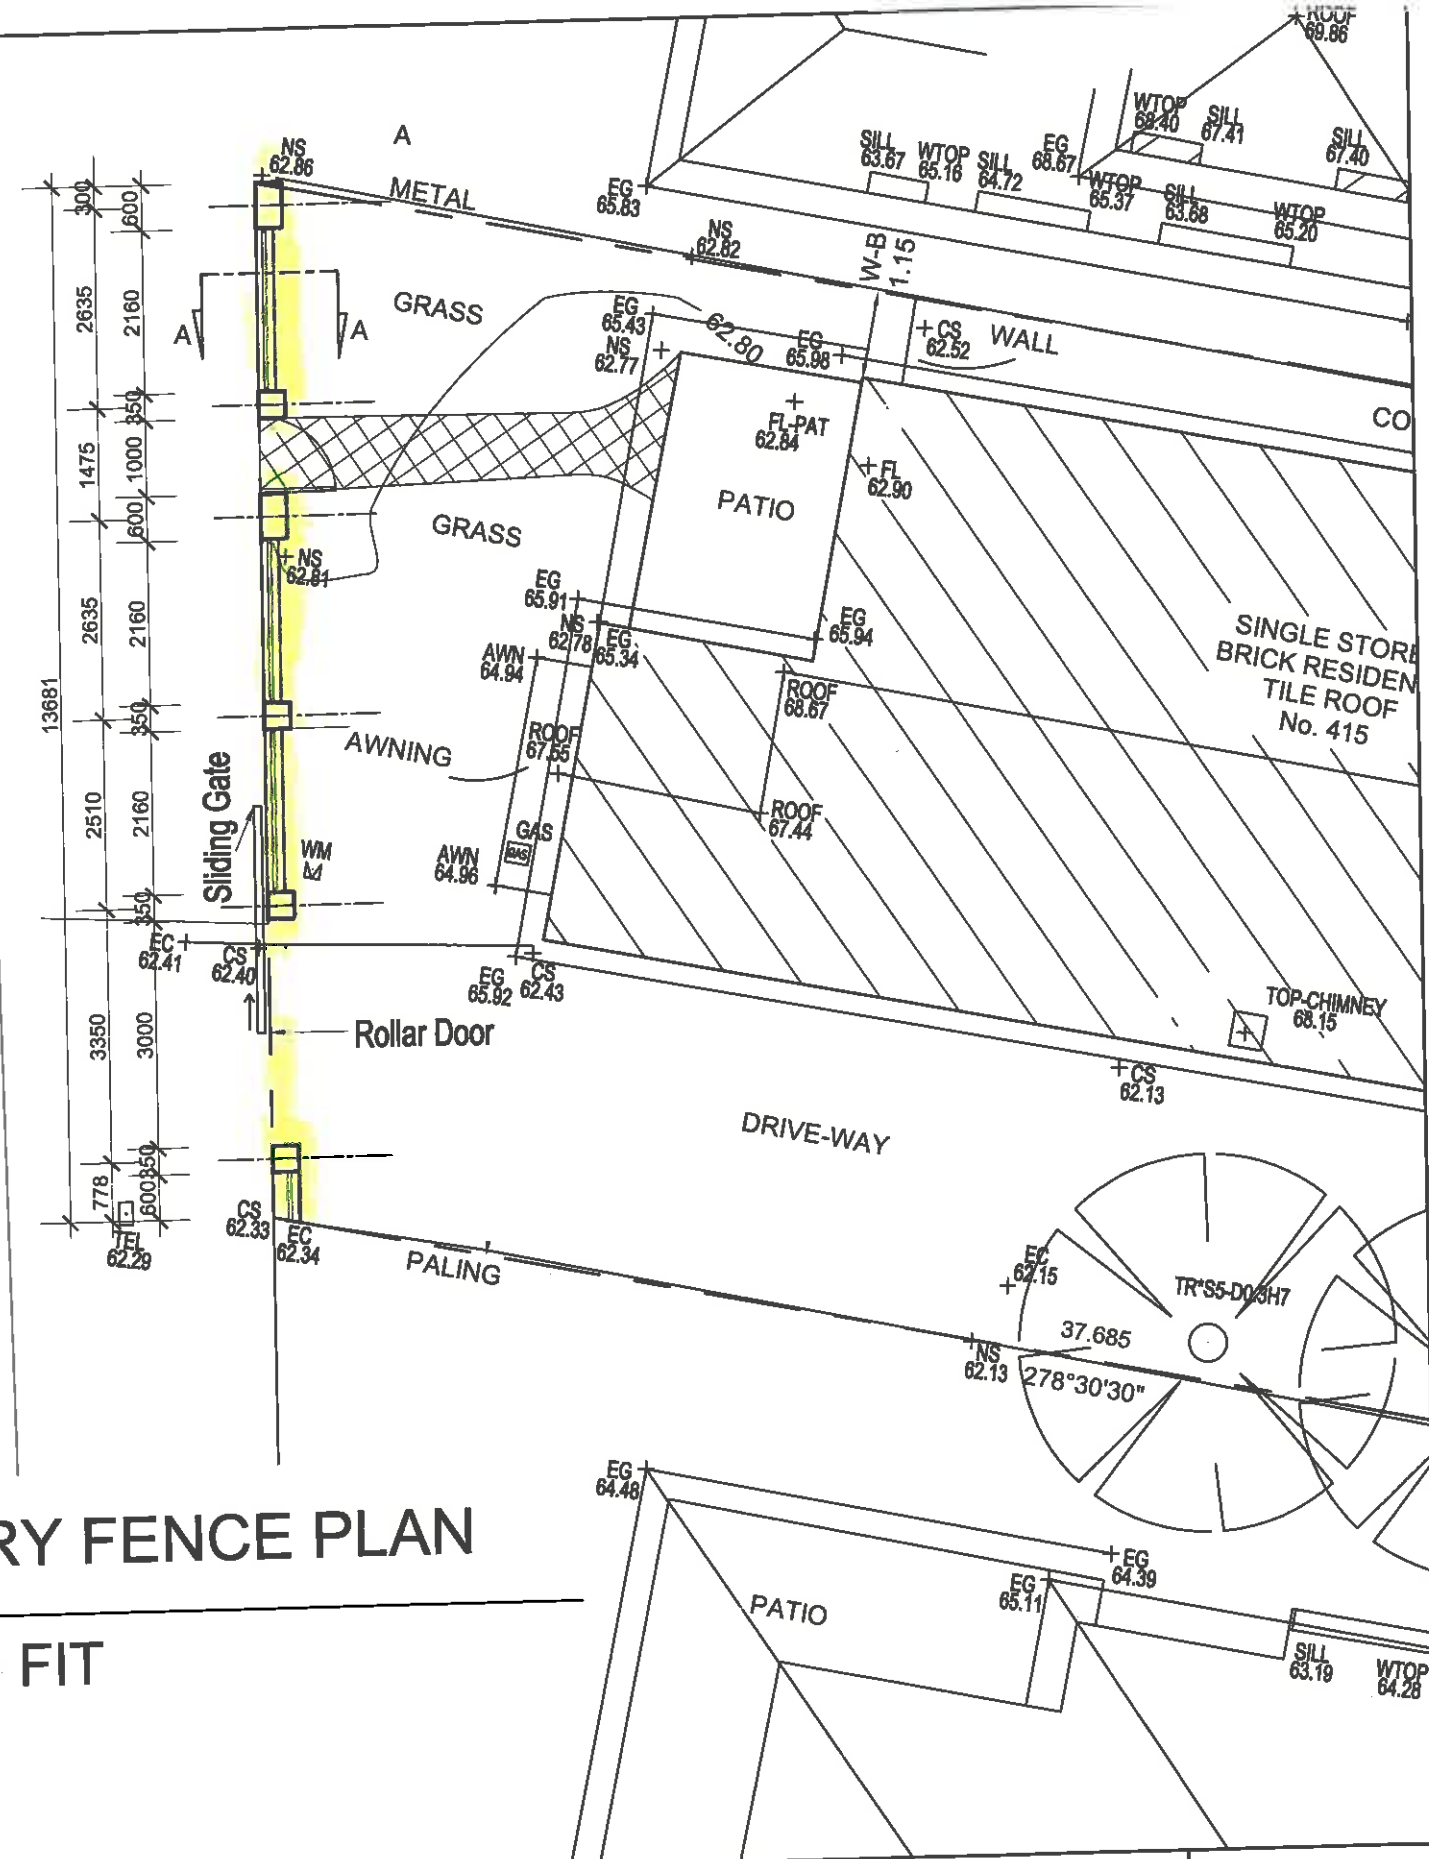 ROOF
69.86
WTOP
68.40
SILL
67.41
SILL
67.40
SILL
63.67
WTOP
65.16
SILL
64.72
EG
68.67
WTOP
65.37
SILL
63.68
WTOP
65.20
A
NS
62.86
METAL
EG
65.83
NS
62.82
W-B
1.15
300
600
2635
2160
A
A
GRASS
EG
65.43
NS
62.77
62.80
EG
65.98
CS
62.52
WALL
CO
350
1475
1000
600
FL-PAT
62.84
FL
62.90
PATIO
GRASS
NS
62.81
EG
65.91
NS
62.78
EG
65.34
EG
65.94
2635
2160
13681
350
AWN
64.94
ROOF
68.67
SINGLE STORE
BRICK RESIDEN
TILE ROOF
No. 415
AWNING
ROOF
67.55
Sliding Gate
2510
2160
WM
GAS
GAS
ROOF
67.44
AWN
64.96
350
EC
62.41
CS
62.40
EG
65.92
CS
62.43
TOP-CHIMNEY
68.15
Rollar Door
3350
3000
CS
62.13
DRIVE-WAY
350
778
600
TEL
62.29
CS
62.33
EC
62.34
PALING
EC
62.15
TR*S5-D0.3H7
37.685
278°30'30"
NS
62.13
EG
64.48
RY FENCE PLAN
EG
64.39
EG
65.11
PATIO
FIT
SILL
63.19
WTOP
64.28